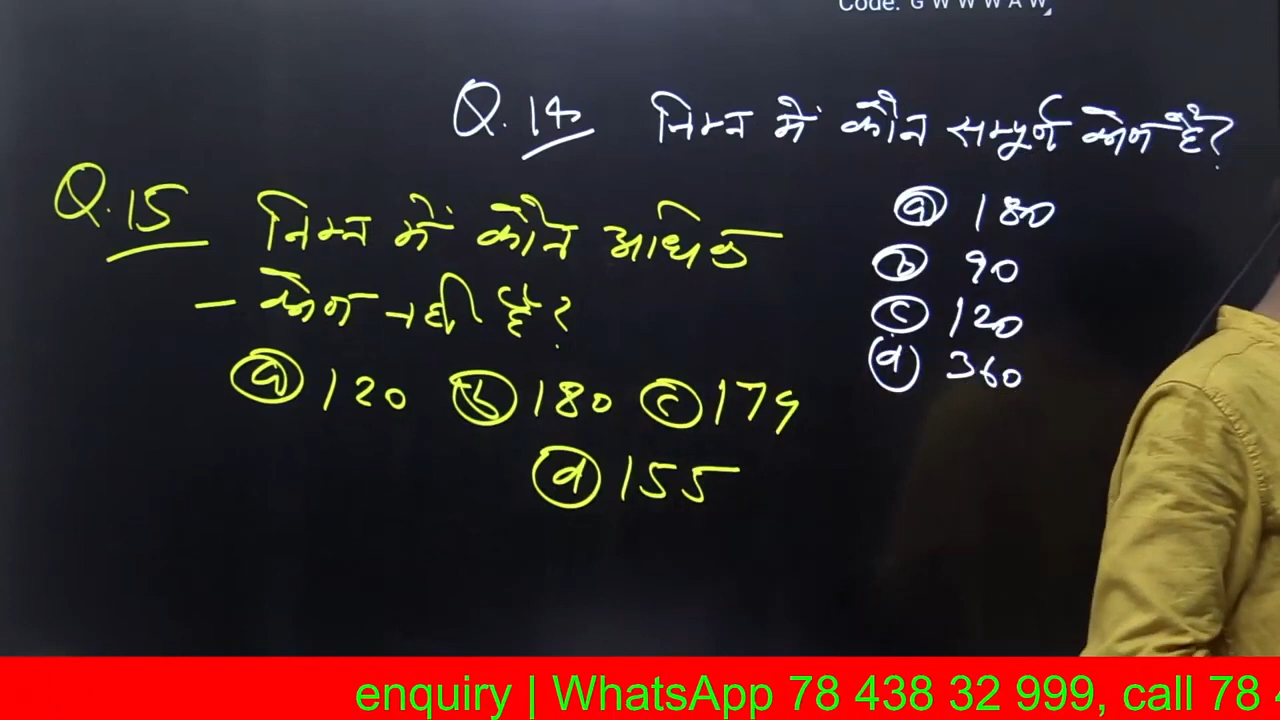 Code: G W W W A W
Q.14 निम्न में कौन सम्पूर्ण कोण है?
(a) 180
(b) 90
(c) 120
(d) 360
Q.15 निम्न में कौन अधिक
- कोण नही है?
(a) 120 (b) 180 (c) 179
(d) 155
enquiry | WhatsApp 78 438 32 999, call 78 4